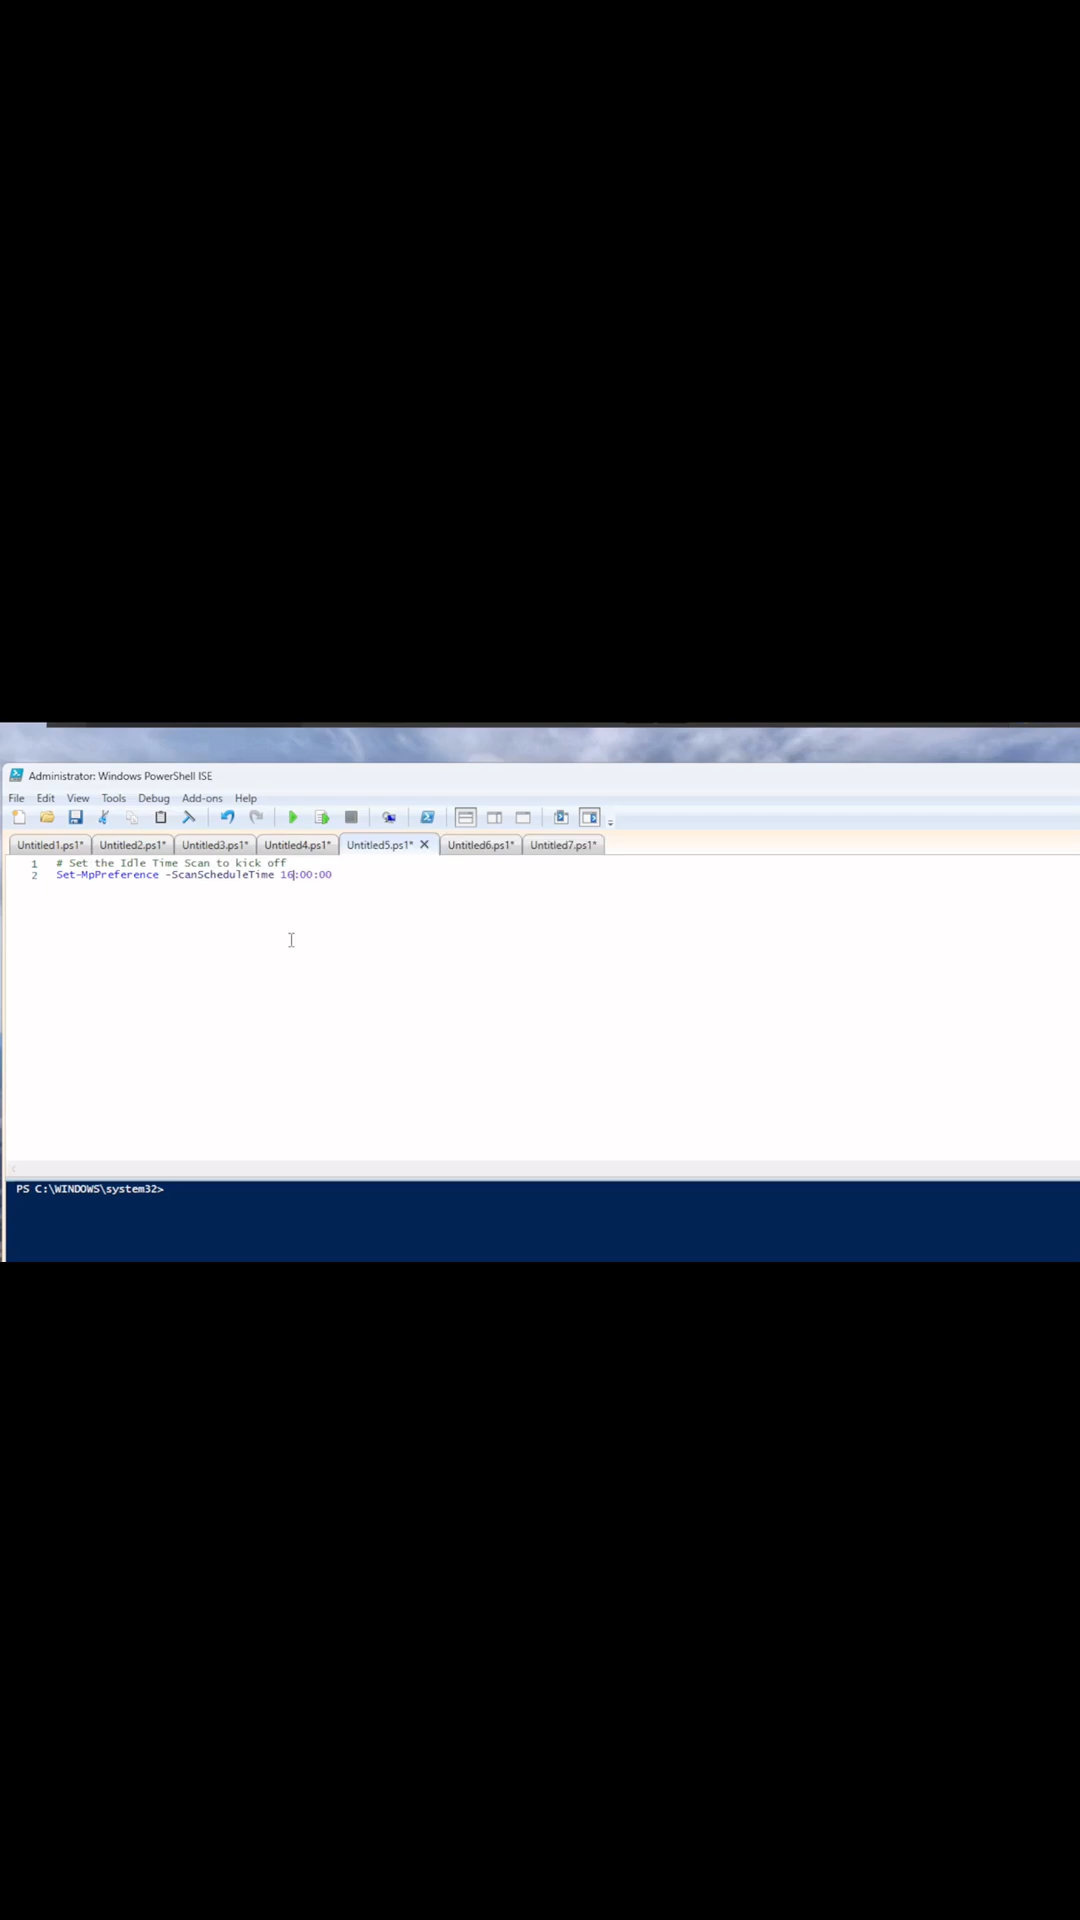 Administrator: Windows PowerShell ISE
File Edit View Tools Debug Add-ons Help
Untitled1.ps1* Untitled2.ps1* Untitled3.ps1* Untitled4.ps1* Untitled5.ps1* Untitled6.ps1* Untitled7.ps1*
1 # Set the Idle Time Scan to kick off
2 Set-MpPreference -ScanScheduleTime 16:00:00
PS C:\WINDOWS\system32>